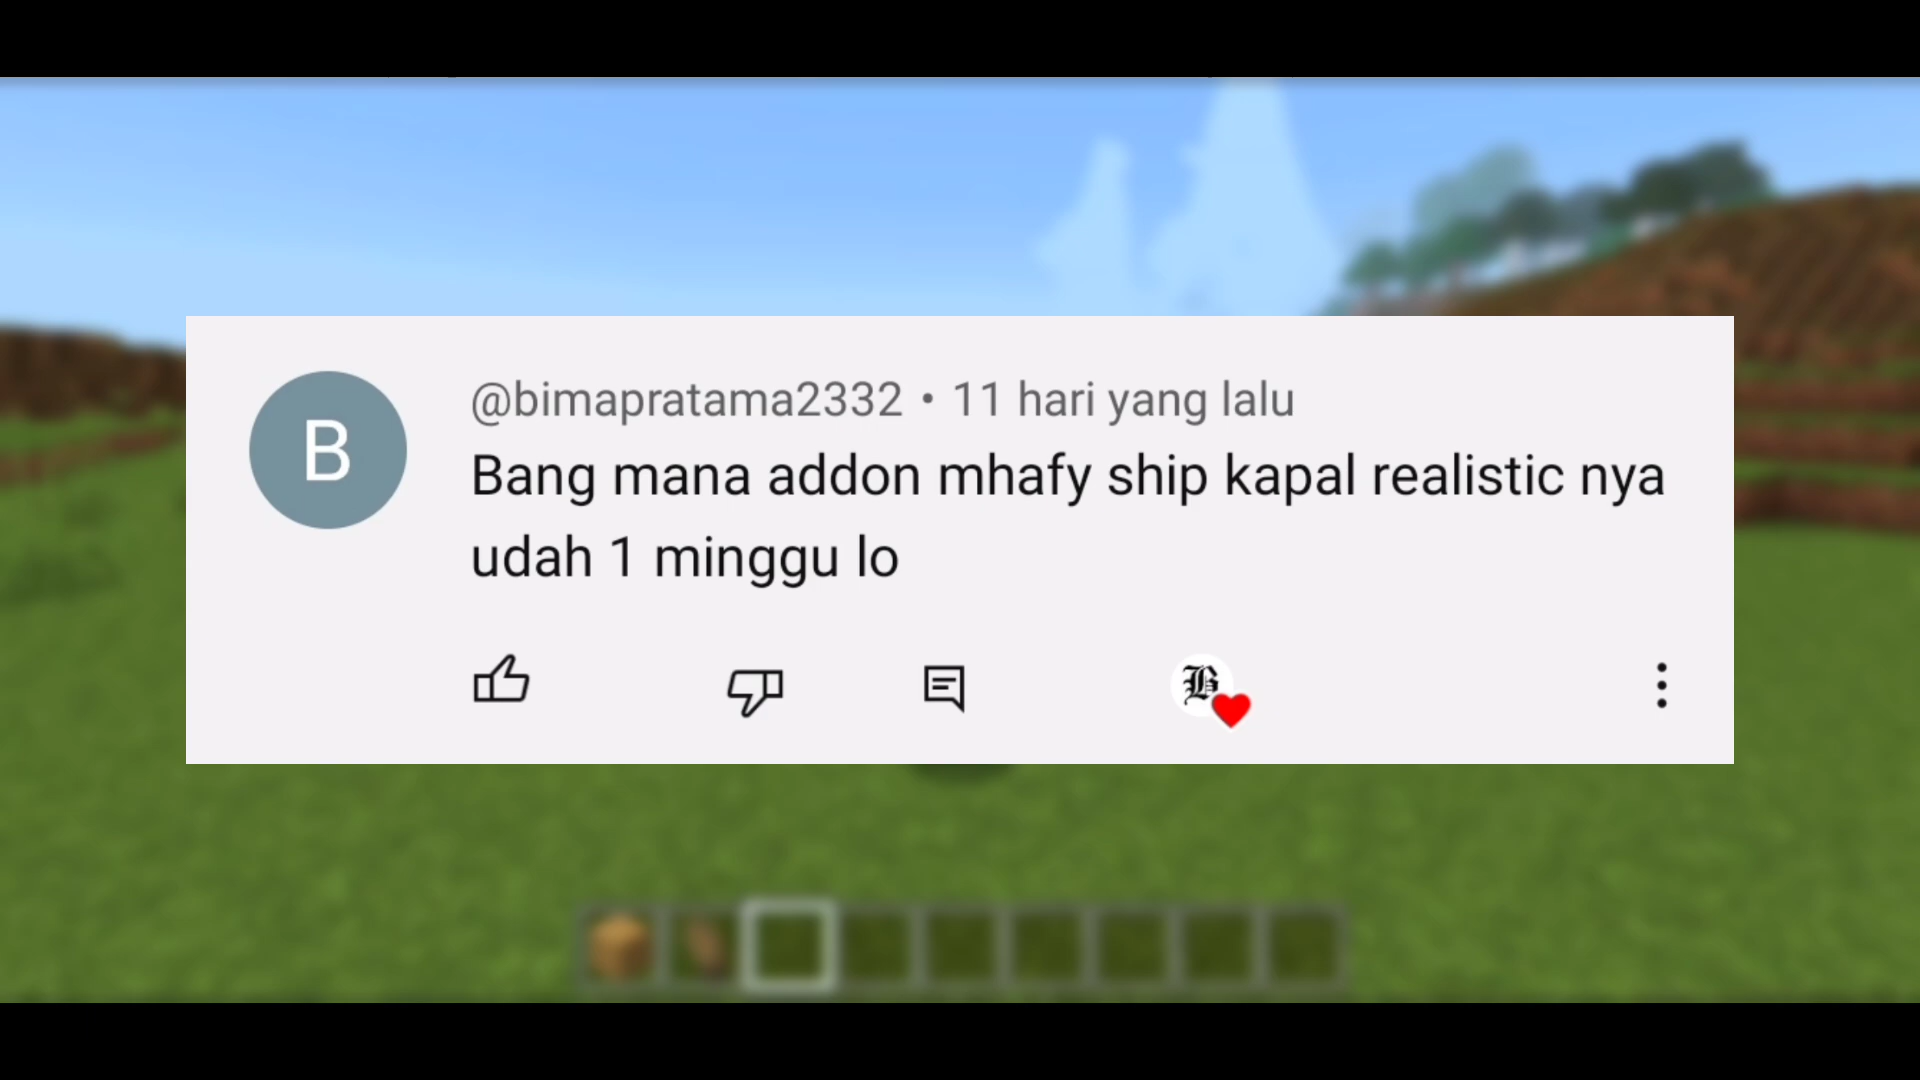 B
@bimapratama2332 • 11 hari yang lalu
Bang mana addon mhafy ship kapal realistic nya
udah 1 minggu lo
B